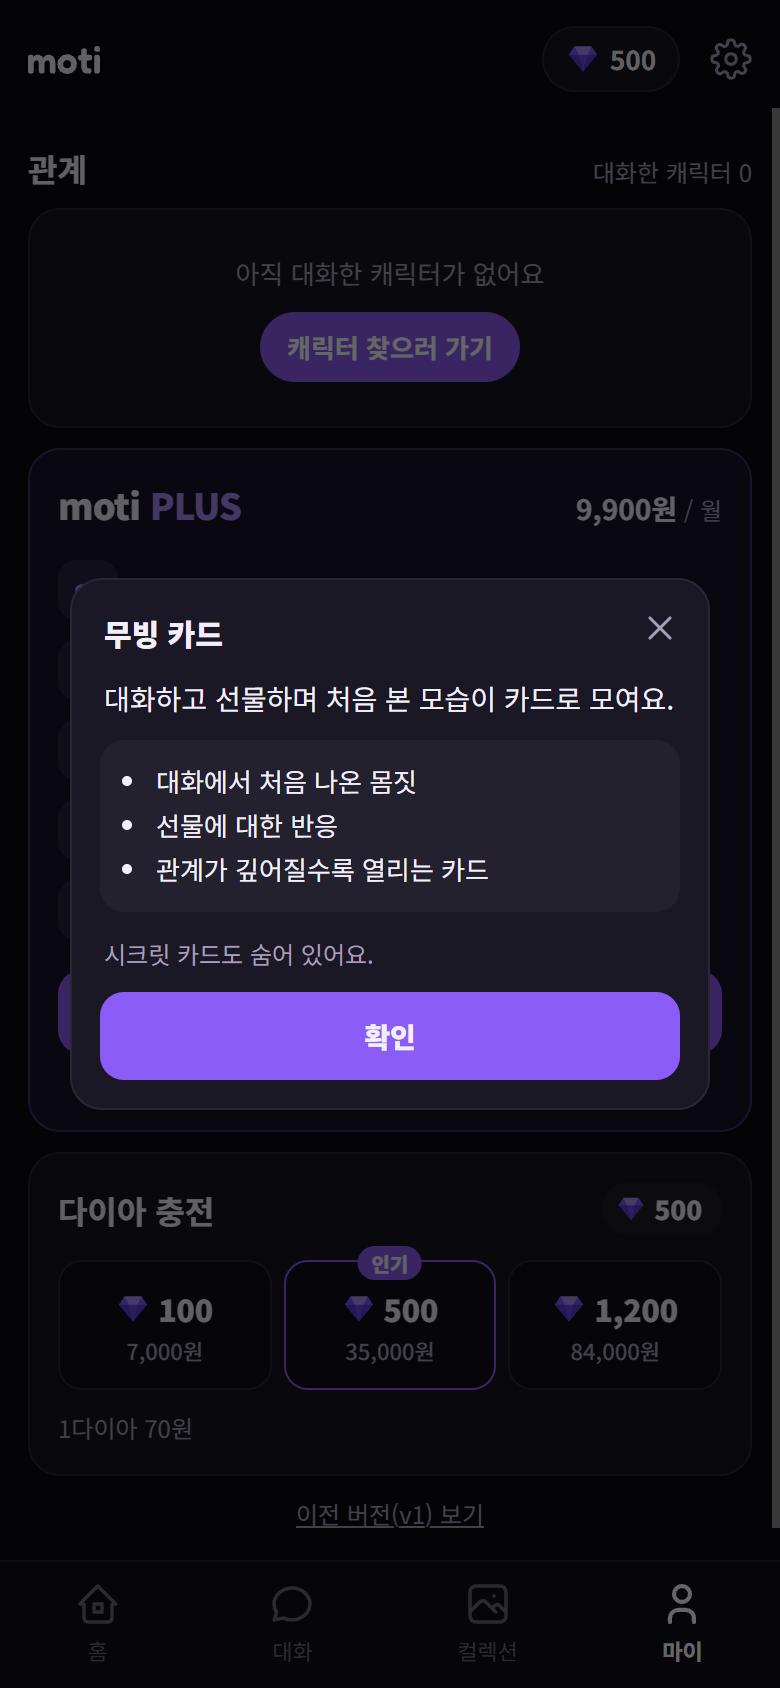 moti
500
관계
대화한 캐릭터 0
아직 대화한 캐릭터가 없어요
캐릭터 찾으러 가기
moti PLUS
9,900원 / 월
무빙 카드
대화하고 선물하며 처음 본 모습이 카드로 모여요.
• 대화에서 처음 나온 몸짓
• 선물에 대한 반응
• 관계가 깊어질수록 열리는 카드
시크릿 카드도 숨어 있어요.
확인
다이아 충전
500
인기
100
500
1,200
7,000원
35,000원
84,000원
1다이아 70원
이전 버전(v1) 보기
홈
대화
컬렉션
마이